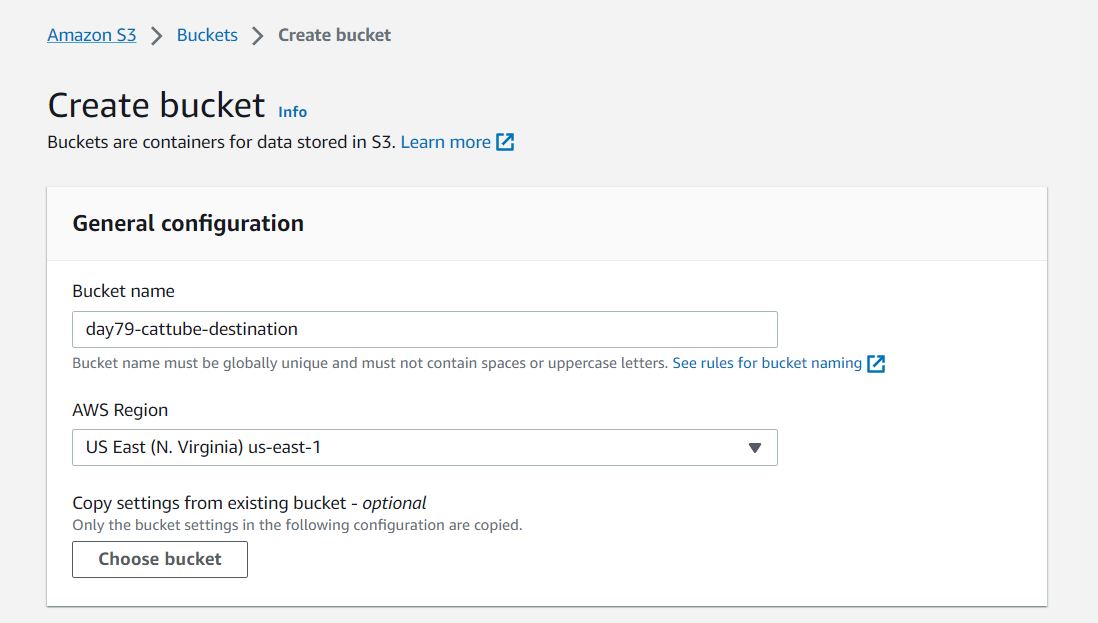 Amazon S3 > Buckets > Create bucket
Create bucket Info
Buckets are containers for data stored in S3. Learn more
General configuration
Bucket name
day79-cattube-destination
Bucket name must be globally unique and must not contain spaces or uppercase letters. See rules for bucket naming
AWS Region
US East (N. Virginia) us-east-1
Copy settings from existing bucket - optional
Only the bucket settings in the following configuration are copied.
Choose bucket